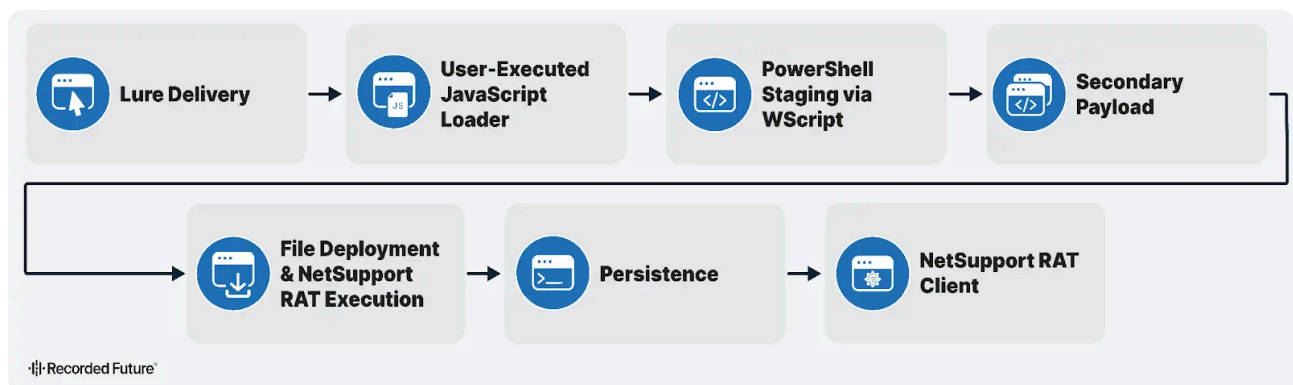 Lure Delivery
User-Executed
JavaScript
Loader
JS
PowerShell
Staging via
WScript
</>
Secondary
Payload
</>
File Deployment
& NetSupport
RAT Execution
Persistence
>_
NetSupport RAT
Client
Recorded Future®